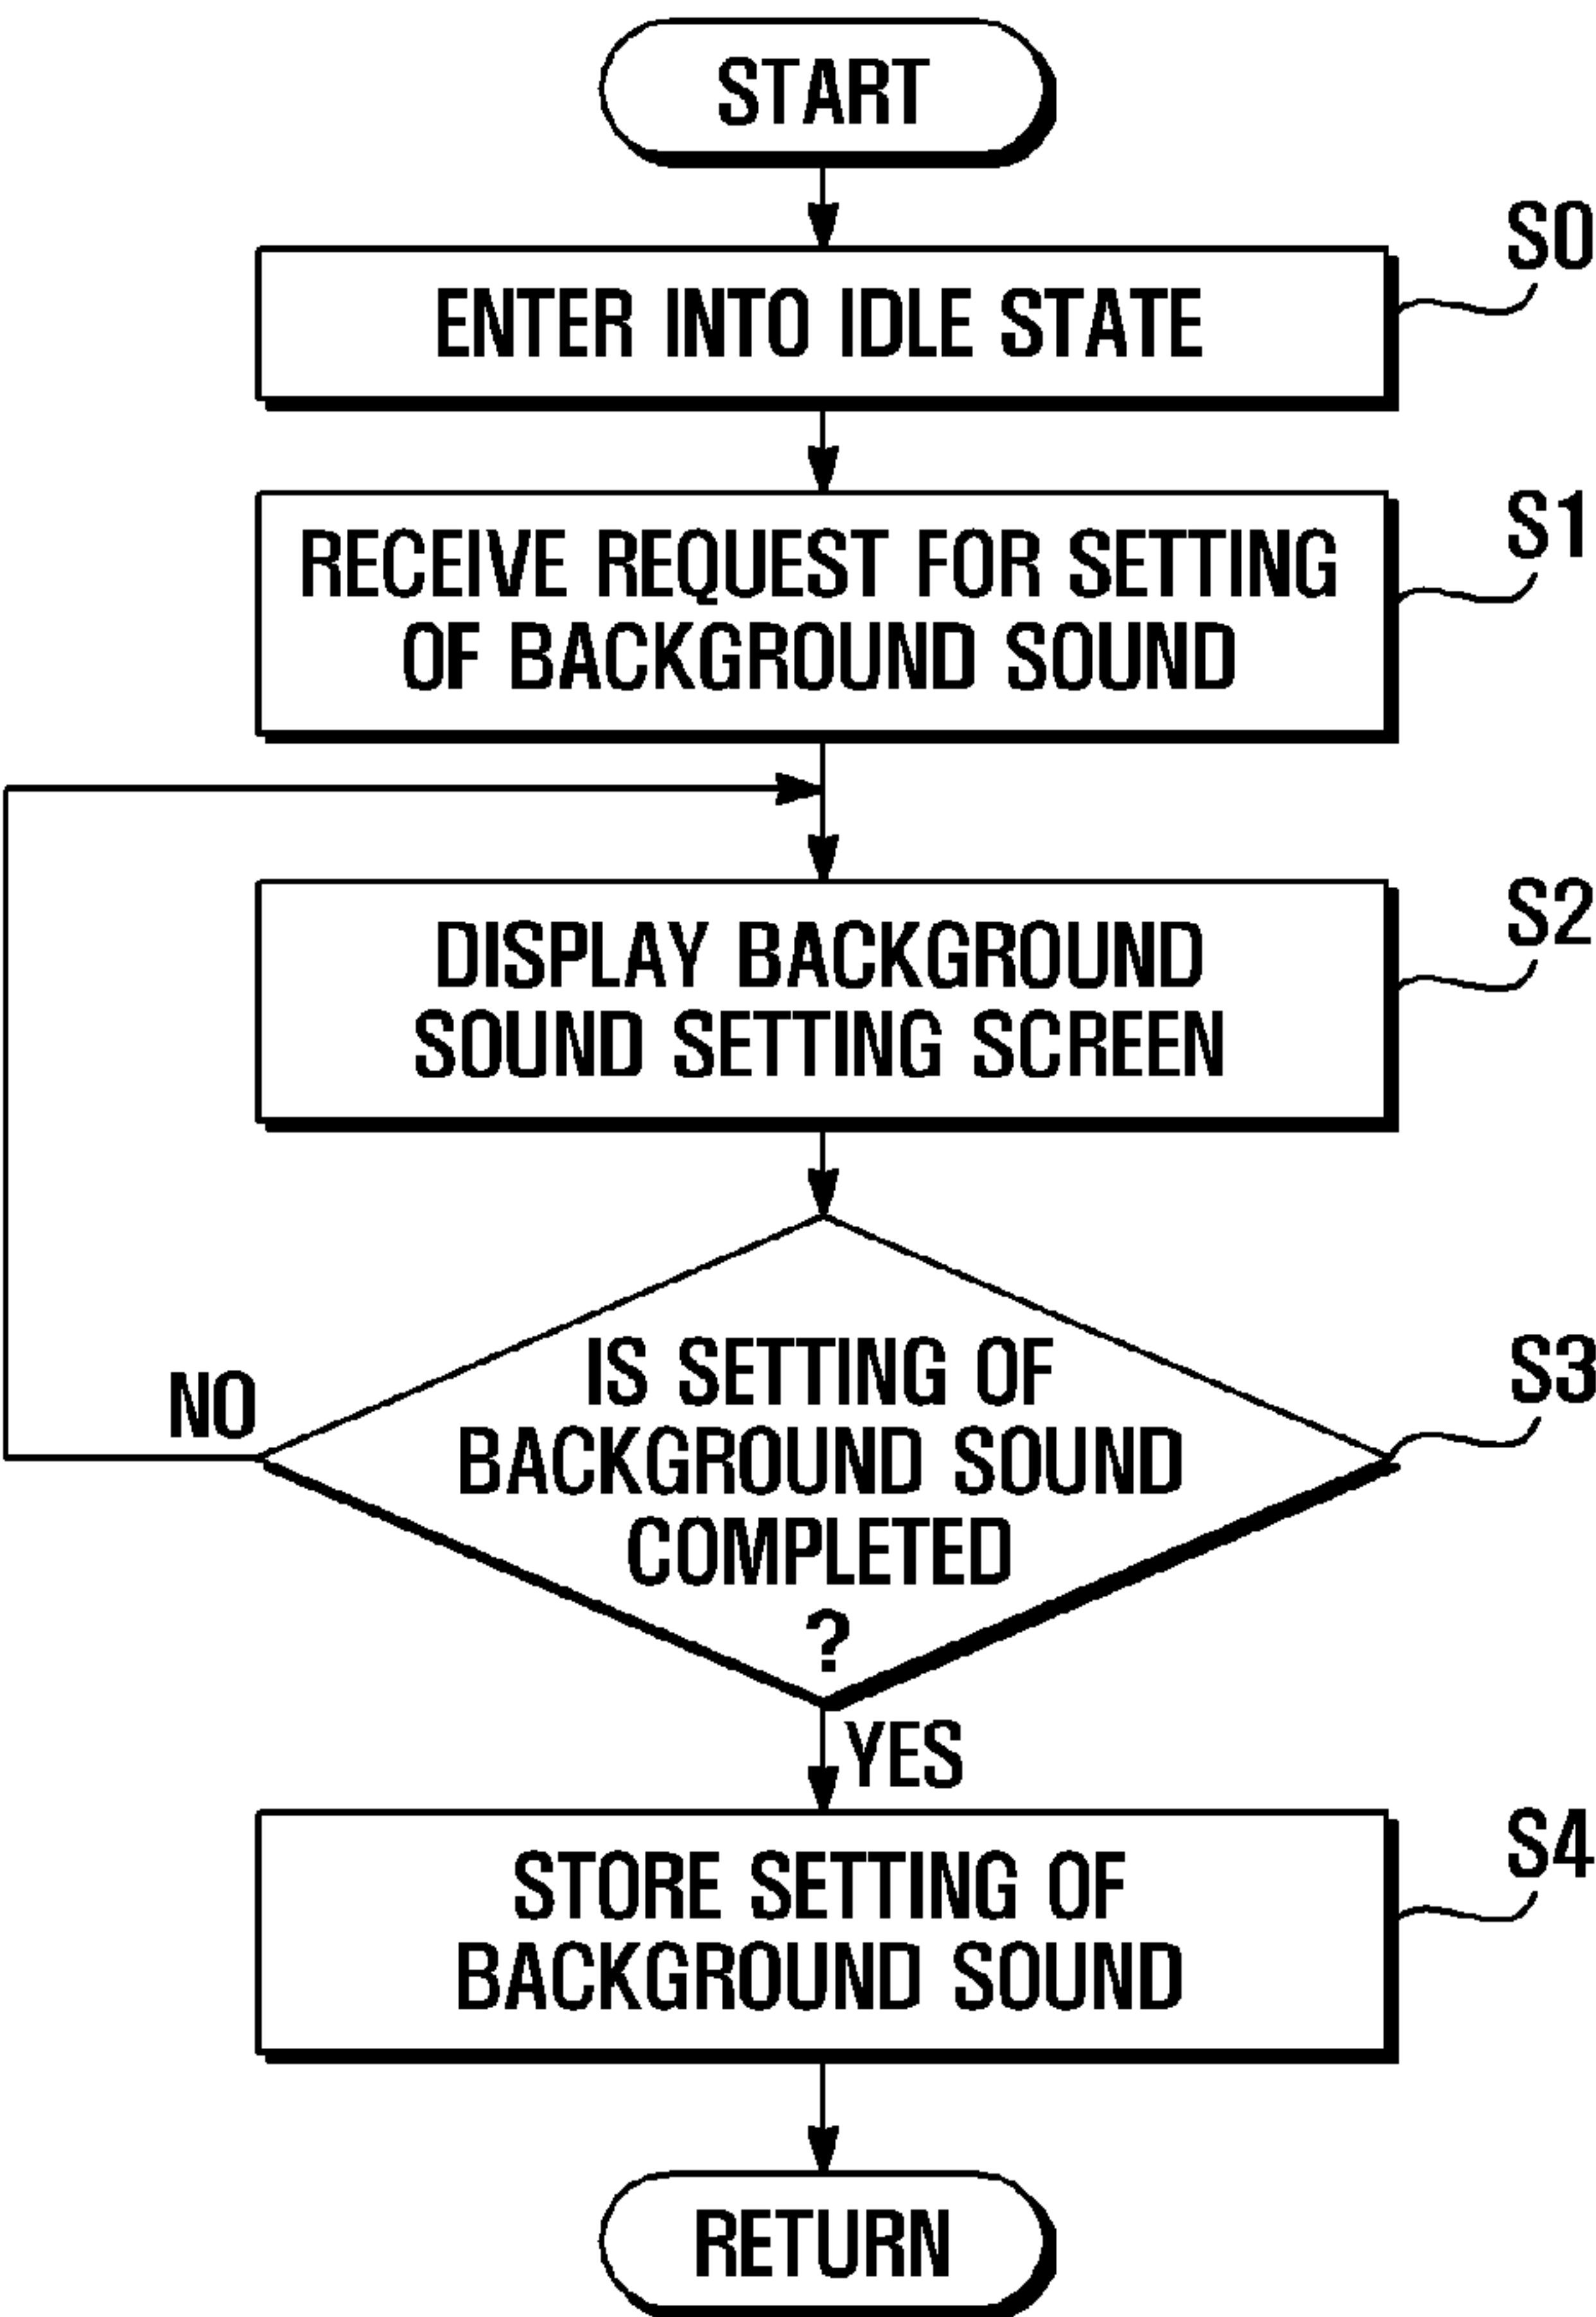 START
S0
ENTER INTO IDLE STATE
S1
RECEIVE REQUEST FOR SETTING
OF BACKGROUND SOUND
S2
DISPLAY BACKGROUND
SOUND SETTING SCREEN
S3
IS SETTING OF
BACKGROUND SOUND
COMPLETED
?
NO
YES
S4
STORE SETTING OF
BACKGROUND SOUND
RETURN